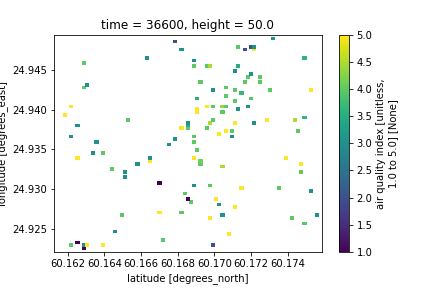 time = 36600, height = 50.0
longitude [degrees_east]
24.945
24.940
24.935
24.930
24.925
60.162 60.164 60.166 60.168 60.170 60.172 60.174
latitude [degrees_north]
5.0
4.5
4.0
3.5
3.0
2.5
2.0
1.5
1.0
air quality index [unitless,
1.0 to 5.0] [None]